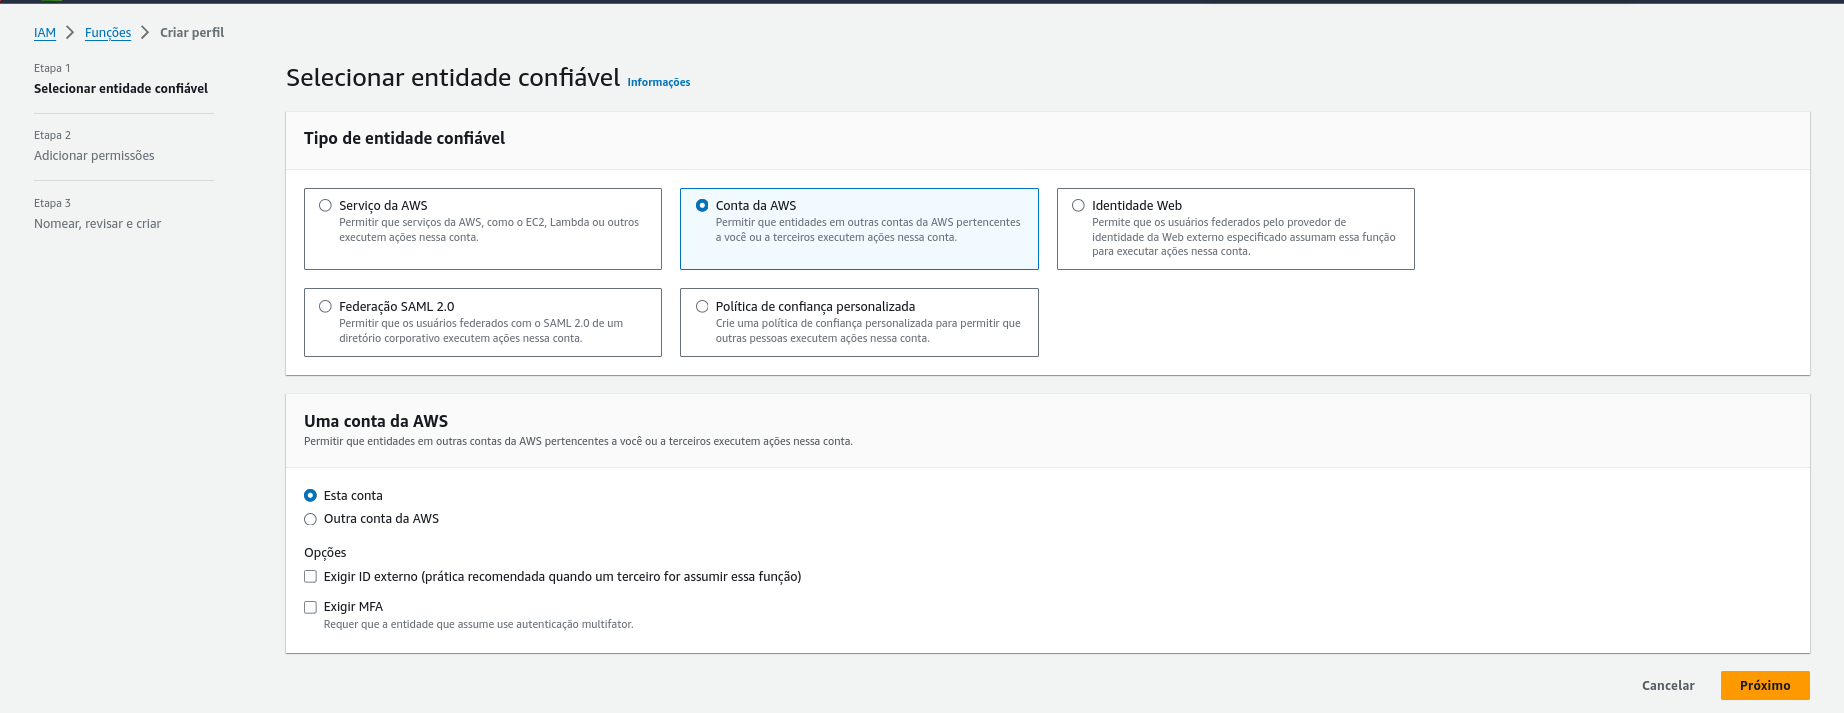 IAM > Funções > Criar perfil
Etapa 1
Selecionar entidade confiável
Etapa 2
Adicionar permissões
Etapa 3
Nomear, revisar e criar
Selecionar entidade confiável Informações
Tipo de entidade confiável
Serviço da AWS
Permitir que serviços da AWS, como o EC2, Lambda ou outros
executem ações nessa conta.
Conta da AWS
Permitir que entidades em outras contas da AWS pertencentes
a você ou a terceiros executem ações nessa conta.
Identidade Web
Permite que os usuários federados pelo provedor de
identidade da Web externo especificado assumam essa função
para executar ações nessa conta.
Federação SAML 2.0
Permitir que os usuários federados com o SAML 2.0 de um
diretório corporativo executem ações nessa conta.
Política de confiança personalizada
Crie uma política de confiança personalizada para permitir que
outras pessoas executem ações nessa conta.
Uma conta da AWS
Permitir que entidades em outras contas da AWS pertencentes a você ou a terceiros executem ações nessa conta.
Esta conta
Outra conta da AWS
Opções
Exigir ID externo (prática recomendada quando um terceiro for assumir essa função)
Exigir MFA
Requer que a entidade que assume use autenticação multifator.
Cancelar
Próximo